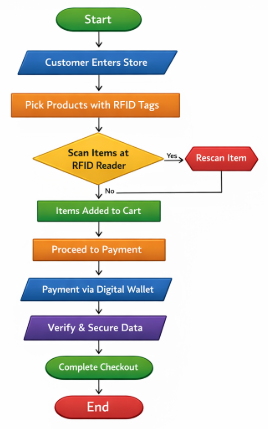 Start
Customer Enters Store
Pick Products with RFID Tags
Scan Items at
RFID Reader
Yes
Rescan Item
No
Items Added to Cart
Proceed to Payment
Payment via Digital Wallet
Verify & Secure Data
Complete Checkout
End